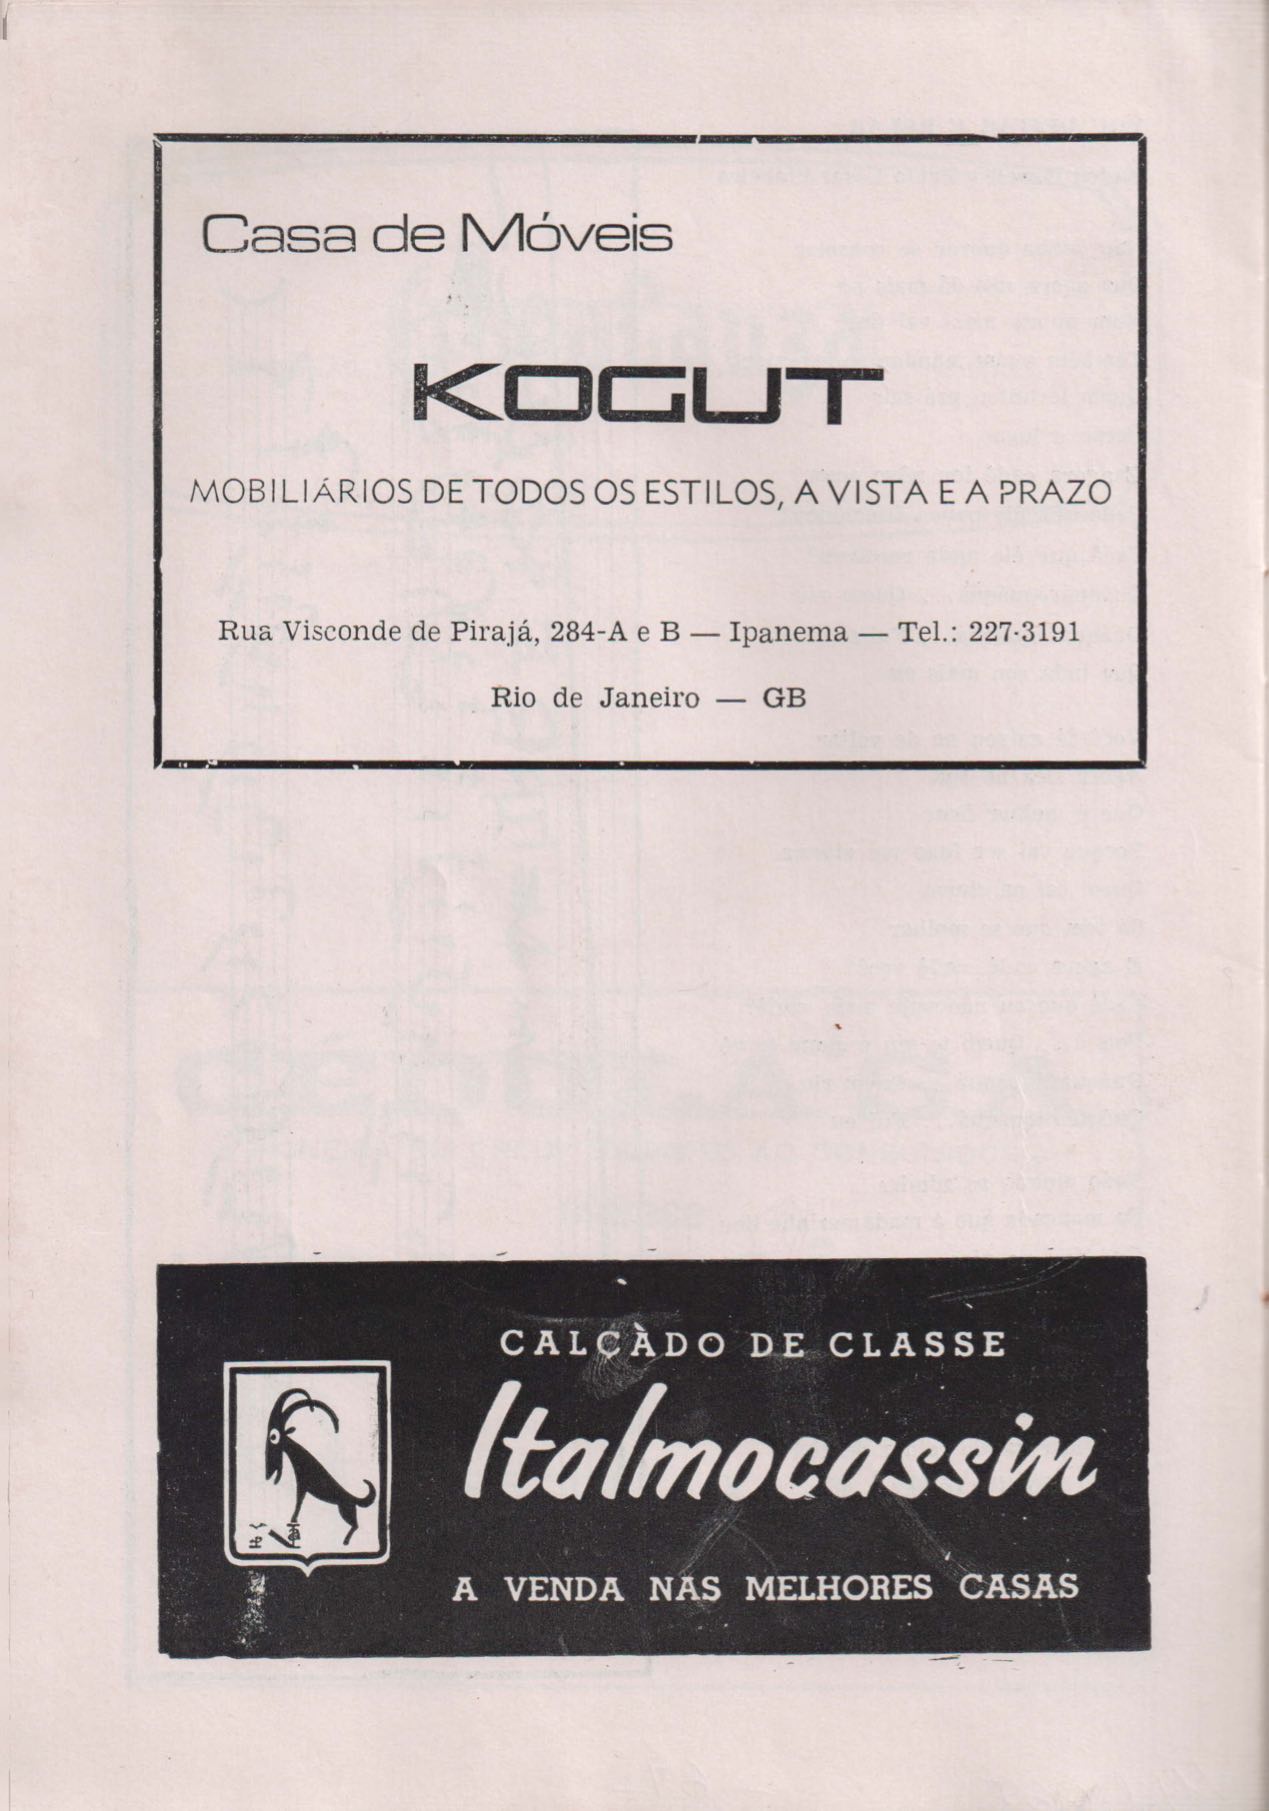 Casa de Móveis
KOGUT
MOBILIÁRIOS DE TODOS OS ESTILOS, A VISTA E A PRAZO
Rua Visconde de Pirajá, 284-A e B — Ipanema — Tel.: 227-3191
Rio de Janeiro — GB
CALÇÀDO DE CLASSE
Italmocassin
A VENDA NAS MELHORES CASAS